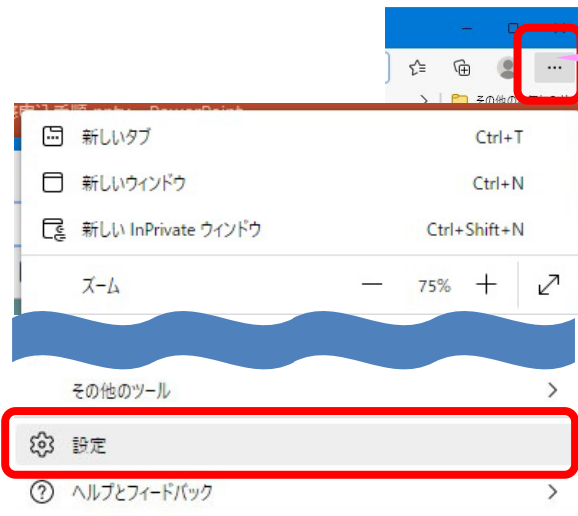 新しいタブ Ctrl+T
新しいウィンドウ Ctrl+N
新しい InPrivate ウィンドウ Ctrl+Shift+N
ズーム 75%
その他のツール
設定
ヘルプとフィードバック